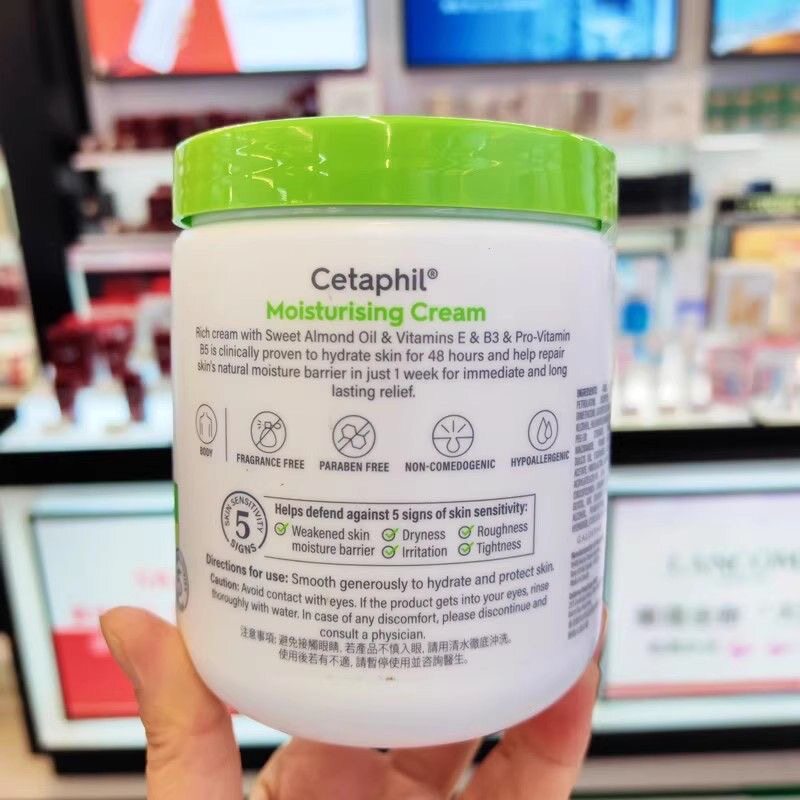 Cetaphil®
Moisturising Cream
Rich cream with Sweet Almond Oil & Vitamins E & B3 & Pro-Vitamin
B5 is clinically proven to hydrate skin for 48 hours and help repair
skin's natural moisture barrier in just 1 week for immediate and long
lasting relief.
BODY
FRAGRANCE FREE
PARABEN FREE
NON-COMEDOGENIC
HYPOALLERGENIC
SKIN SENSITIVITY
5
SIGNS
Helps defend against 5 signs of skin sensitivity:
Weakened skin
moisture barrier
Dryness
Irritation
Roughness
Tightness
Directions for use: Smooth generously to hydrate and protect skin.
Caution: Avoid contact with eyes. If the product gets into your eyes, rinse
thoroughly with water. In case of any discomfort, please discontinue and
consult a physician.
注意事項: 避免接觸眼睛, 若產品不慎入眼, 請用清水徹底沖洗.
使用後若有不適, 請暫停使用並咨詢醫生.
LANCOME